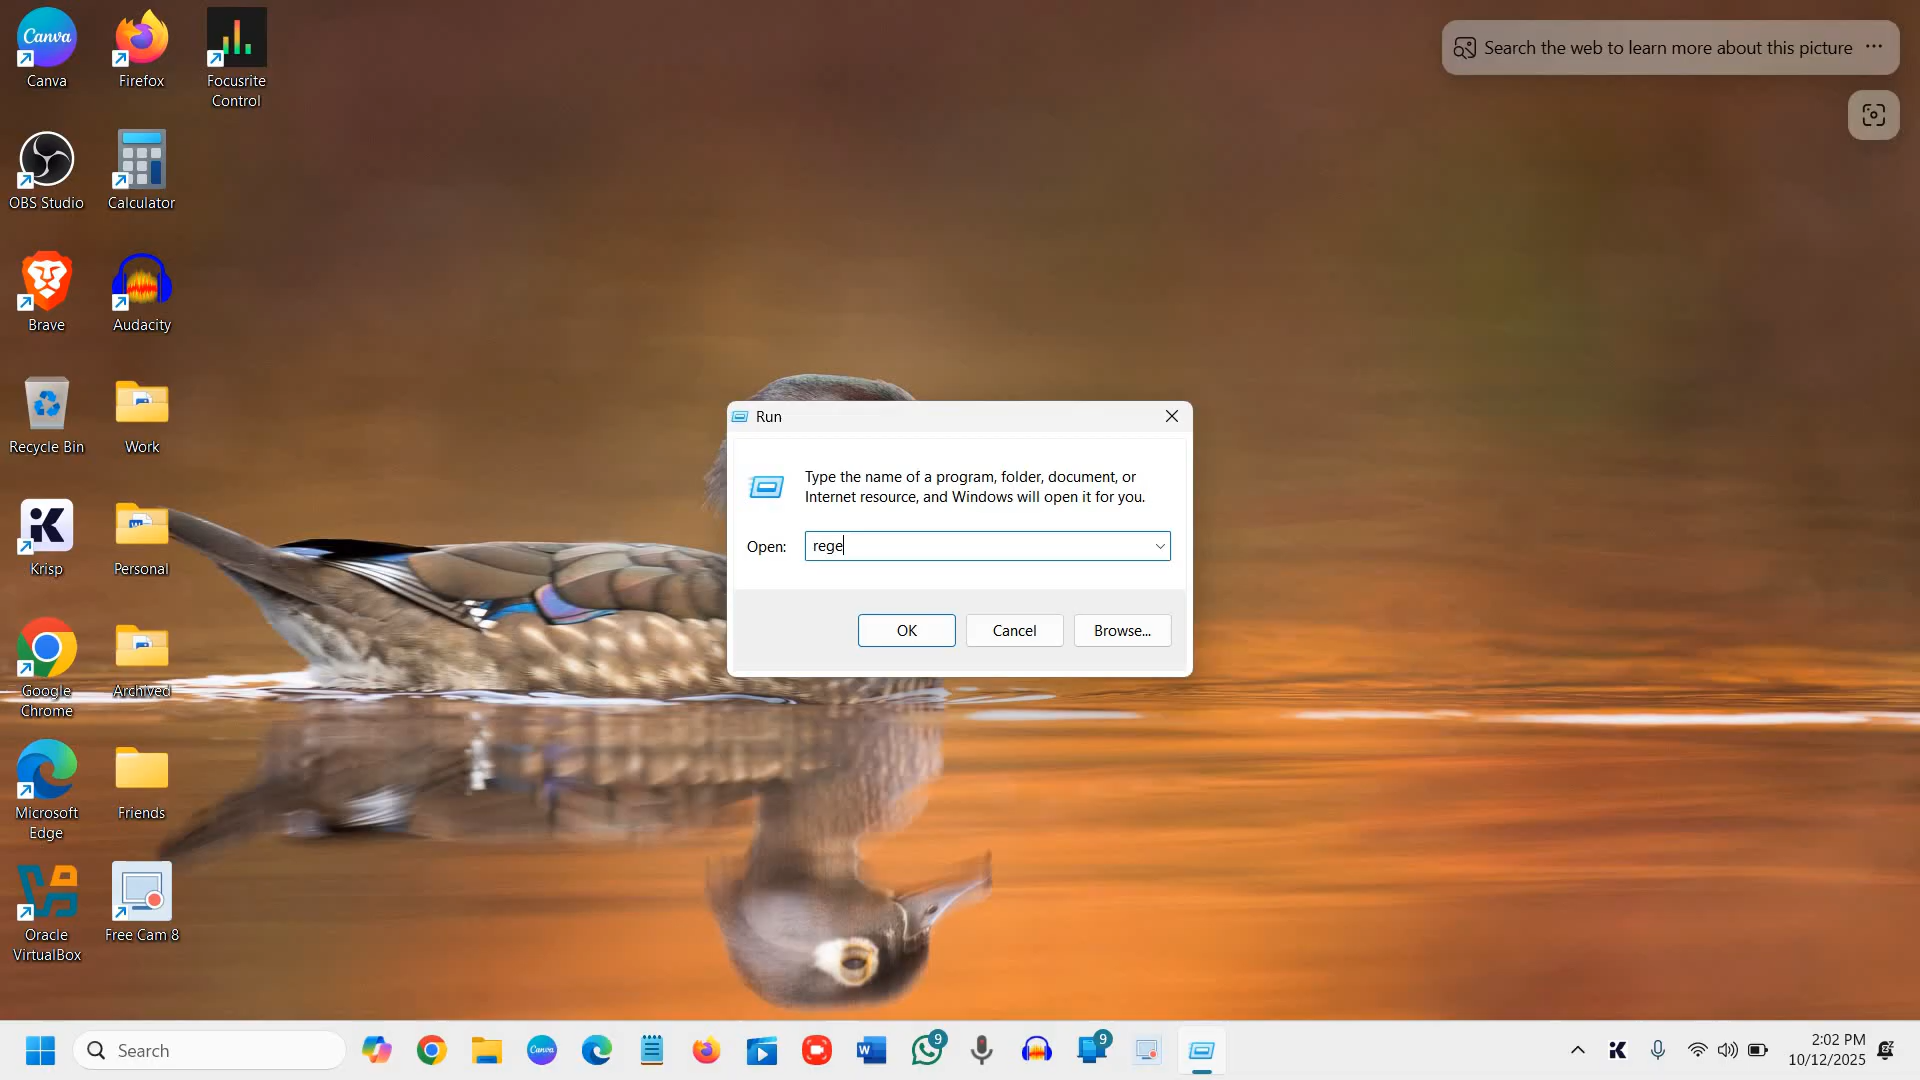 Canva
Canva
Firefox
Focusrite
Control
Search the web to learn more about this picture
OBS Studio
Calculator
Brave
Audacity
Recycle Bin
Work
Krisp
Personal
Google
Chrome
Archived
Microsoft
Edge
Friends
Oracle
VirtualBox
Free Cam 8
Run
Type the name of a program, folder, document, or
Internet resource, and Windows will open it for you.
Open: rege
OK Cancel Browse...
Search
Canva
W
9
9
2:02 PM
10/12/2025